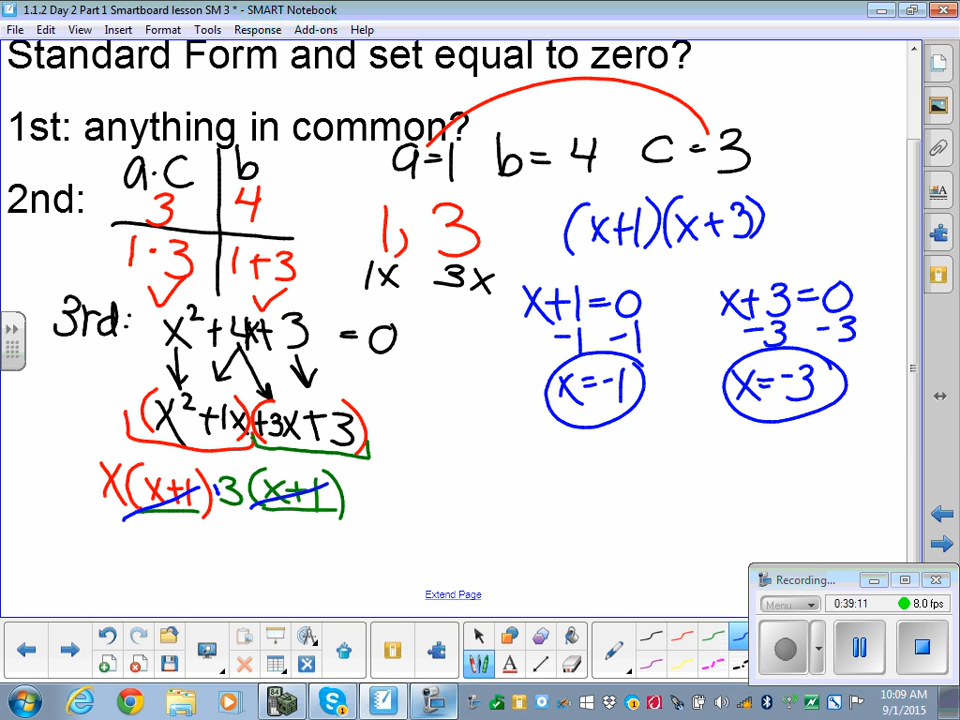 1.1.2 Day 2 Part 1 Smartboard lesson SM 3 * - SMART Notebook
File Edit View Insert Format Tools Response Add-ons Help
Standard Form and set equal to zero?
1st: anything in common?
a·c b a=1 b=4 c=3
2nd: 3 4 1, 3 (x+1)(x+3)
1·3 1+3 1x 3x
3rd: x²+4x+3 =0 x+1=0 x+3=0
-1 -1 -3 -3
x²+1x+3x+3 x=-1 x=-3
x(x+1) 3(x+1)
Extend Page
Recording...
Menu 0:39:11 8.0 fps
10:09 AM
9/1/2015